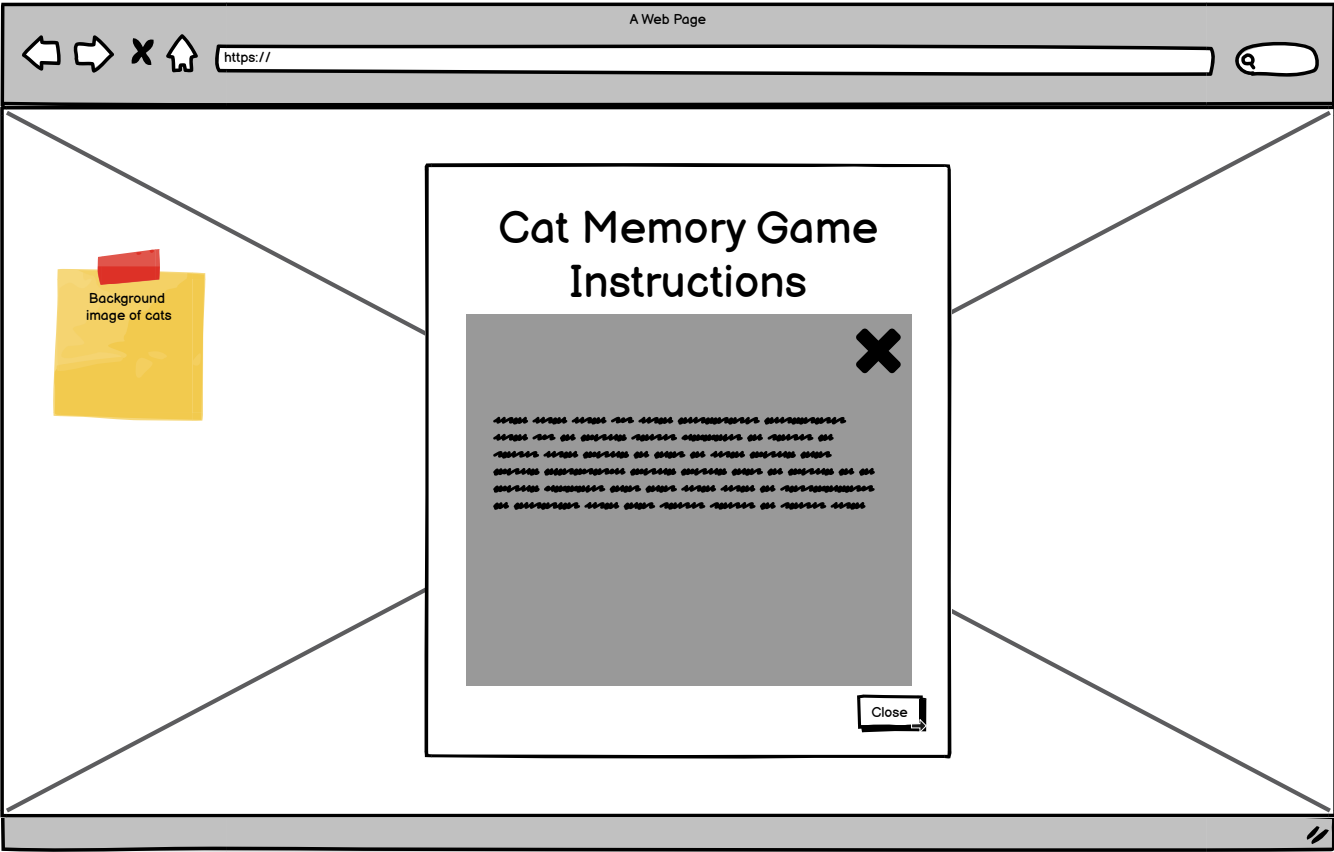 A Web Page
https://
Background
image of cats
Cat Memory Game
Instructions
Close